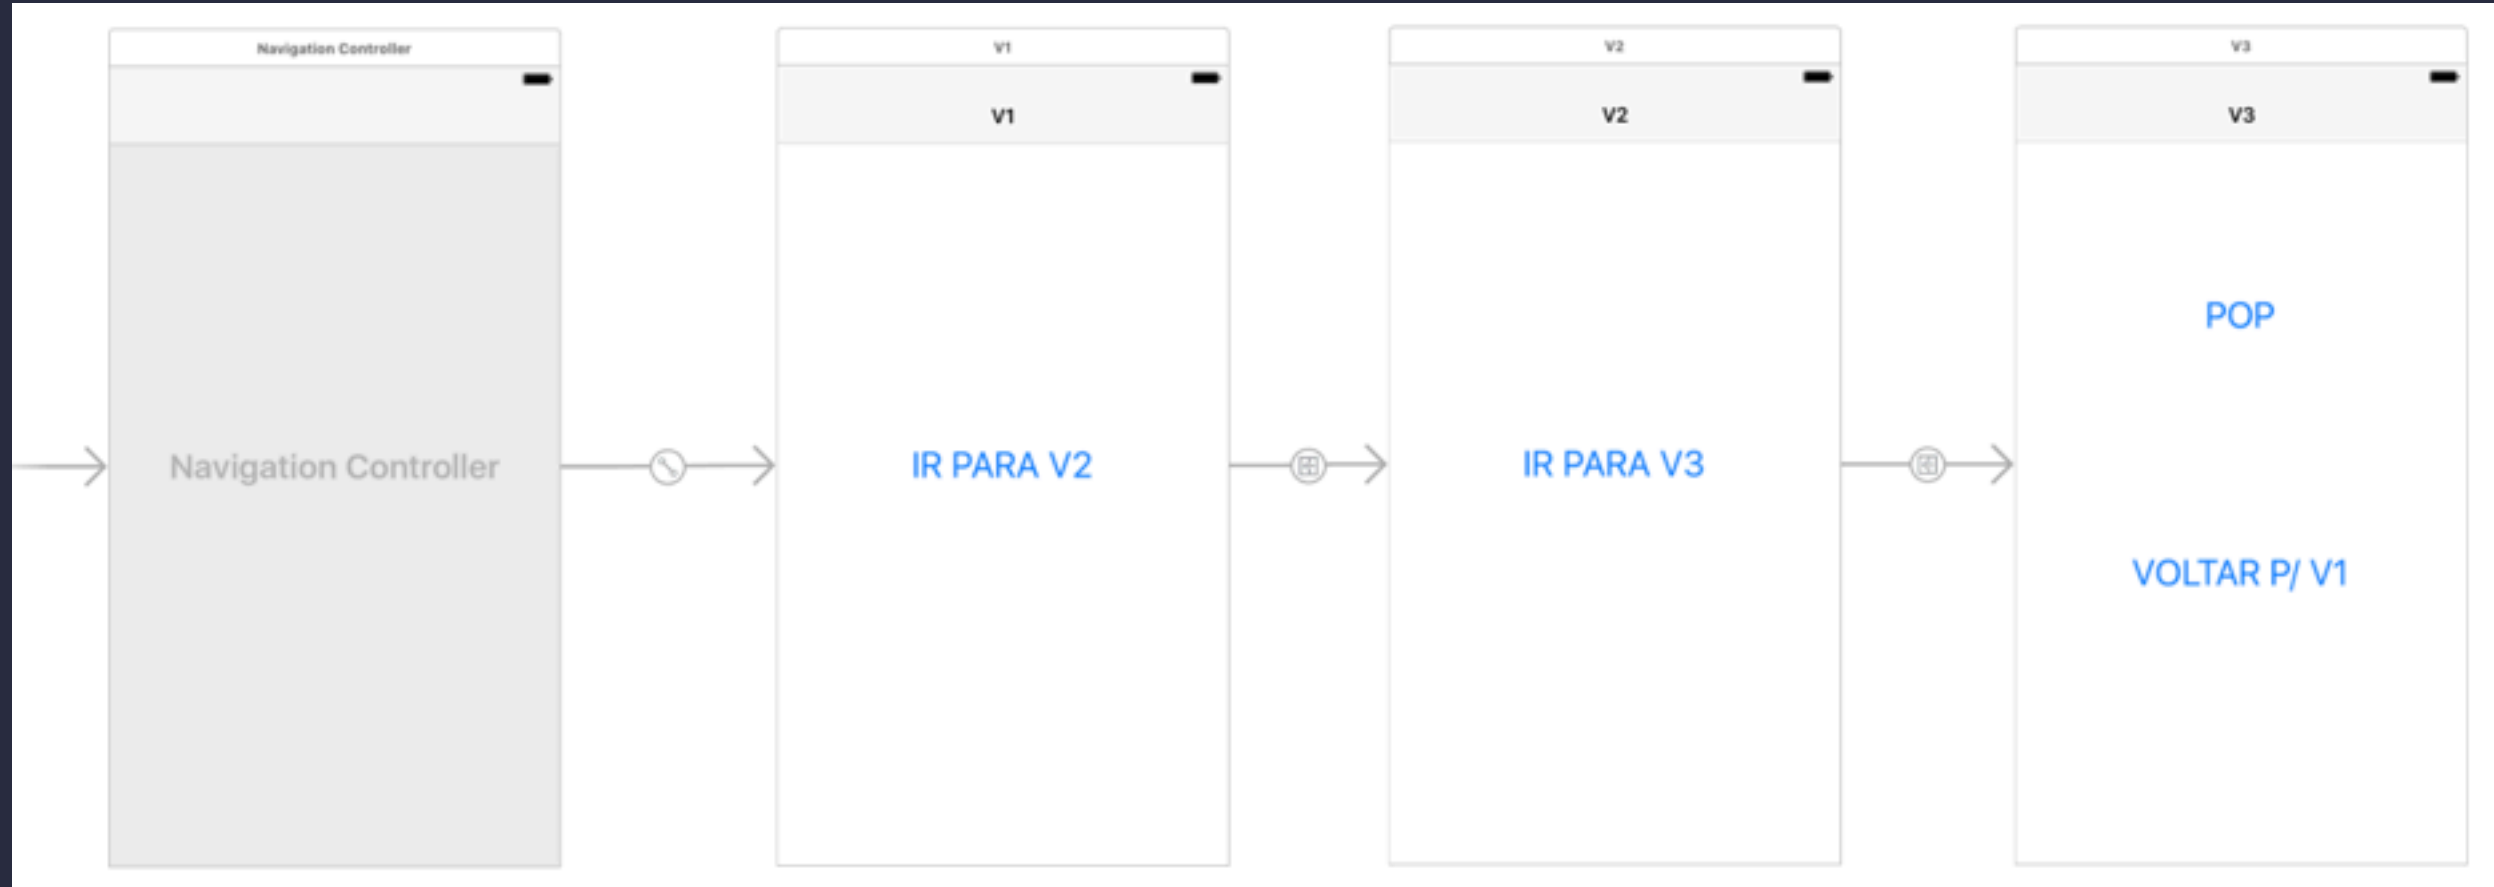 Navigation Controller
Navigation Controller
V1
V1
IR PARA V2
V2
V2
IR PARA V3
V3
V3
POP
VOLTAR P/ V1